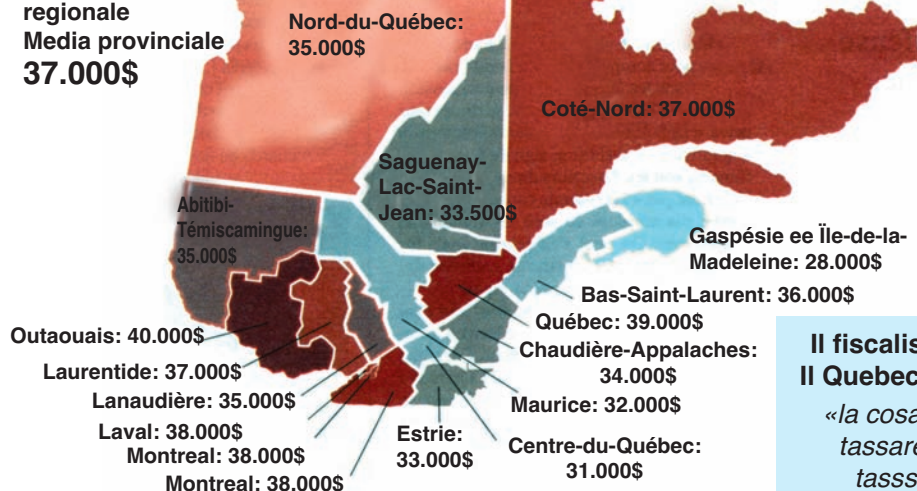 regionale
Media provinciale
37.000$
Nord-du-Québec:
35.000$
Coté-Nord: 37.000$
Saguenay-
Lac-Saint-
Jean: 33.500$
Abitibi-
Témiscamingue:
35.000$
Gaspésie ee Ïle-de-la-
Madeleine: 28.000$
Bas-Saint-Laurent: 36.000$
Québec: 39.000$
Chaudière-Appalaches:
34.000$
Maurice: 32.000$
Centre-du-Québec:
31.000$
Estrie:
33.000$
Outaouais: 40.000$
Laurentide: 37.000$
Lanaudière: 35.000$
Laval: 38.000$
Montreal: 38.000$
Montreal: 38.000$
Il fiscalis
Il Quebec
«la cosa
tassare
tasss